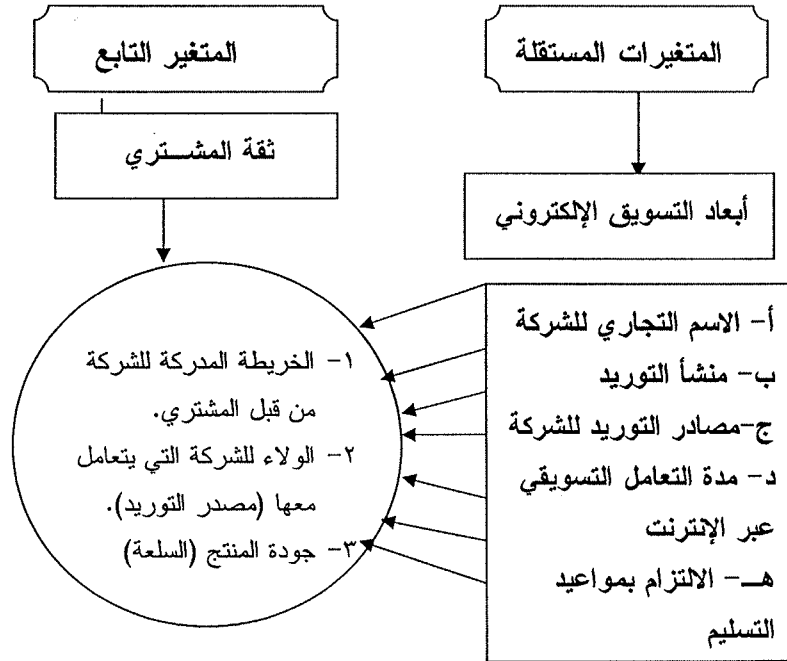 المتغيرات المستقلة
المتغير التابع
أبعاد التسويق الإلكتروني
ثقة المشـــتري
أ- الاسم التجاري للشركة
ب- منشأ التوريد
ج-مصادر التوريد للشركة
د- مدة التعامل التسويقي
عبر الإنترنت
هـــ- الالتزام بمواعيد
التسليم
١- الخريطة المدركة للشركة
من قبل المشتري.
٢- الولاء للشركة التي يتعامل
معها (مصدر التوريد).
٣- جودة المنتج (السلعة)